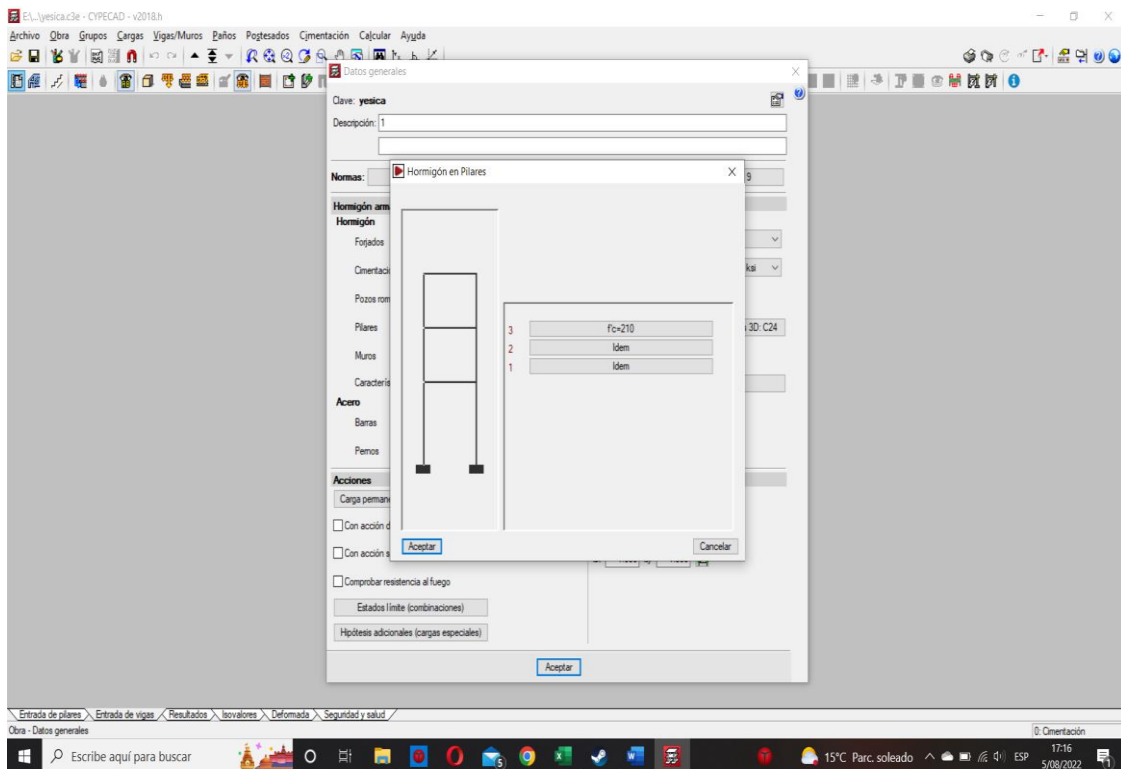 E:\...\yesica.c3e - CYPECAD - v2018.h
Archivo Obra Grupos Cargas Vigas/Muros Paños Postesados Cimentación Calcular Ayuda
Datos generales
Clave: yesica
Descripción: 1
Normas:
9
Hormigón en Pilares
Hormigón arm
Hormigón
Forjados
Cimentaci
ksi
Pozos rom
Pilares
3D: C24
Muros
Caracterís
3 f'c=210
2 Idem
1 Idem
Acero
Barras
Pernos
Acciones
Carga perman
Con acción d
Con acción s
Aceptar
Cancelar
Comprobar resistencia al fuego
Estados límite (combinaciones)
Hipótesis adicionales (cargas especiales)
Aceptar
Entrada de pilares Entrada de vigas Resultados Isovalores Deformada Seguridad y salud
Obra - Datos generales
0: Cimentación
Escribe aquí para buscar
5
15°C Parc. soleado
ESP
17:16
5/08/2022
1